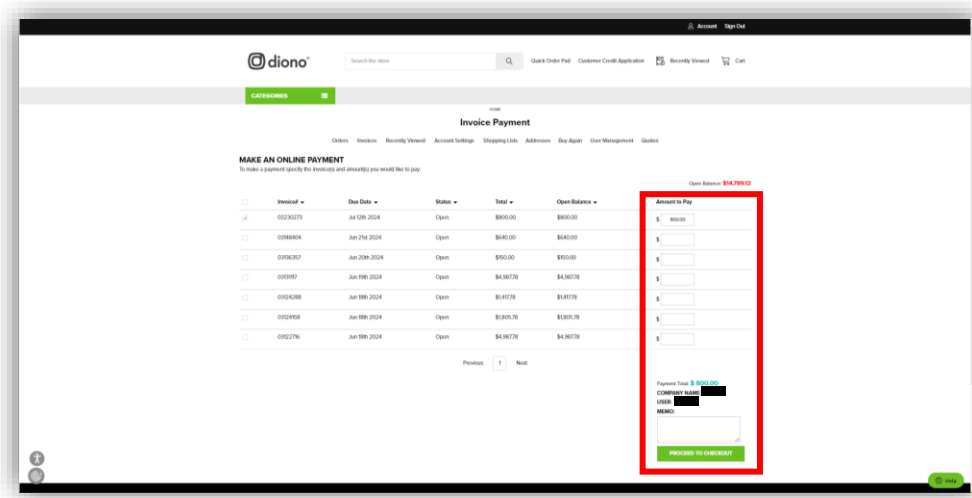 Account Sign Out
diono
Search the store
Quick Order Pad Customer Credit Application Recently Viewed Cart
CATEGORIES
HOME
Invoice Payment
Orders Invoices Recently Viewed Account Settings Shopping Lists Addresses Buy Again User Management Quotes
MAKE AN ONLINE PAYMENT
To make a payment specify the invoice(s) and amount(s) you would like to pay:
Open Balance: $14,789.12
Invoice# Due Date Status Total Open Balance Amount to Pay
03230273 Jul 12th 2024 Open $800.00 $800.00 $ 800.00
03148404 Jun 21st 2024 Open $640.00 $640.00 $
03136357 Jun 20th 2024 Open $150.00 $150.00 $
03131117 Jun 19th 2024 Open $4,987.78 $4,987.78 $
03124288 Jun 18th 2024 Open $1,417.78 $1,417.78 $
03124158 Jun 18th 2024 Open $1,805.78 $1,805.78 $
03122716 Jun 18th 2024 Open $4,987.78 $4,987.78 $
Previous 1 Next
Payment Total: $ 800.00
COMPANY NAME:
USER:
MEMO:
PROCEED TO CHECKOUT
Help